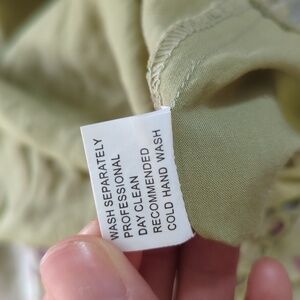 WASH SEPARATELY
PROFESSIONAL
DAY CLEAN
RECOMMENDED
COLD HAND WASH